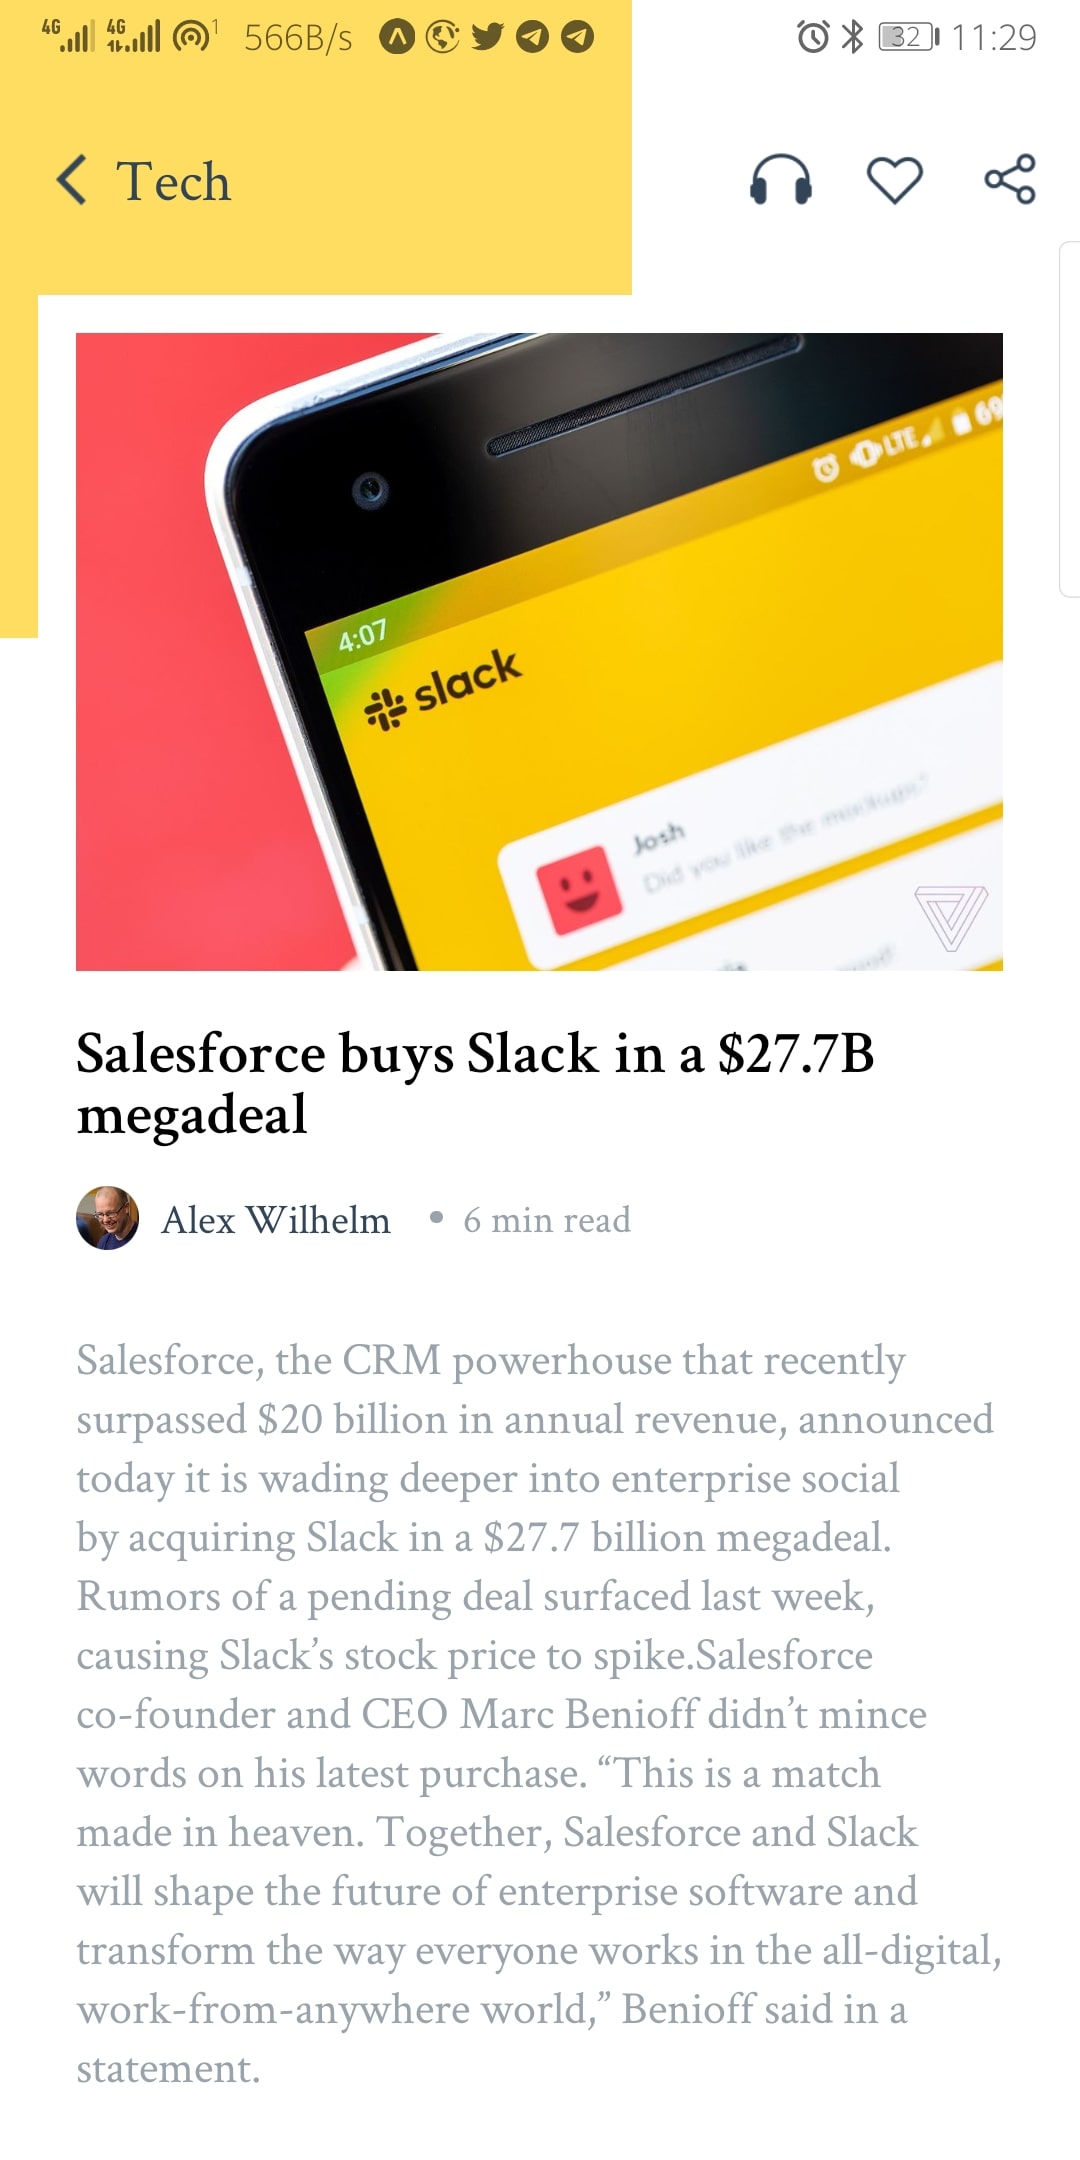 4G 4G 1 566B/s 32 11:29
Tech
LTE 69
4:07
slack
Josh
Did you like the mockups?
Salesforce buys Slack in a $27.7B
megadeal
Alex Wilhelm • 6 min read
Salesforce, the CRM powerhouse that recently
surpassed $20 billion in annual revenue, announced
today it is wading deeper into enterprise social
by acquiring Slack in a $27.7 billion megadeal.
Rumors of a pending deal surfaced last week,
causing Slack’s stock price to spike.Salesforce
co-founder and CEO Marc Benioff didn’t mince
words on his latest purchase. “This is a match
made in heaven. Together, Salesforce and Slack
will shape the future of enterprise software and
transform the way everyone works in the all-digital,
work-from-anywhere world,” Benioff said in a
statement.